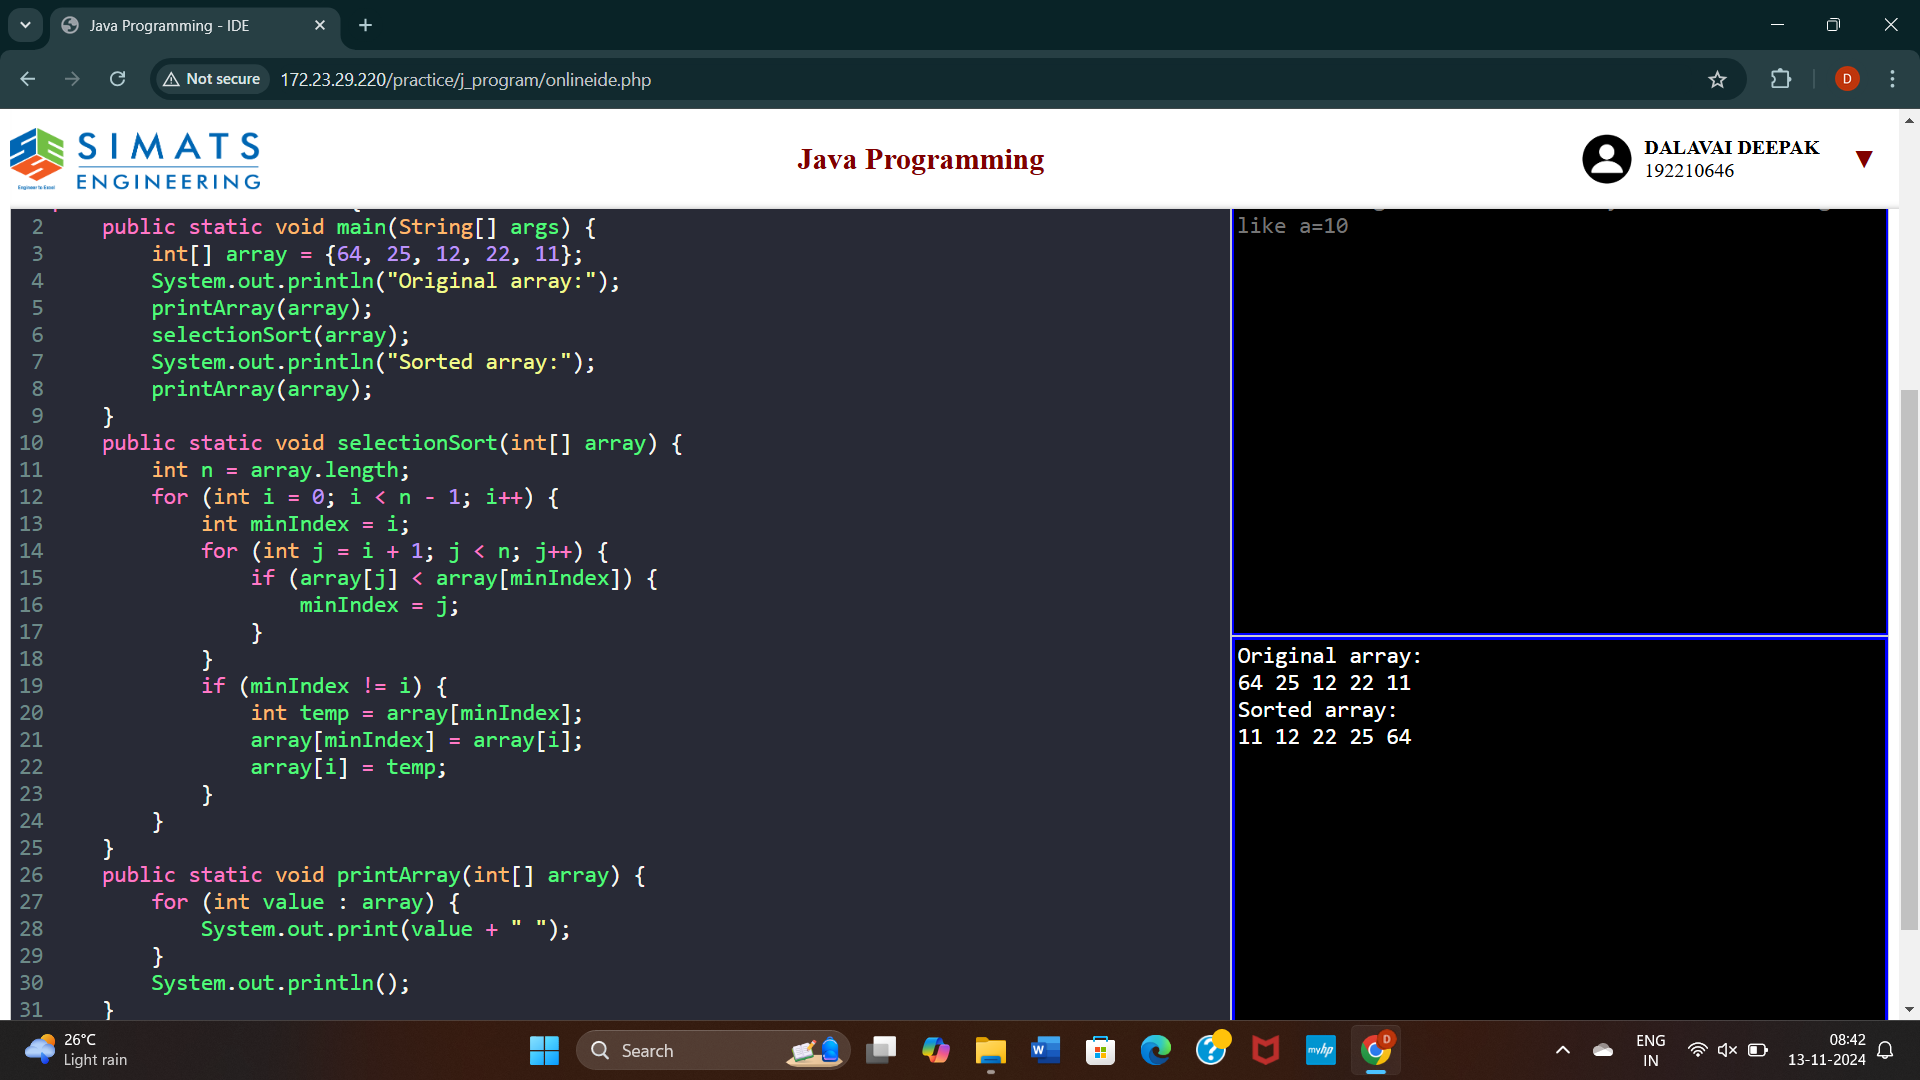 Java Programming - IDE
Not secure
172.23.29.220/practice/j_program/onlineide.php
D
SIMATS
ENGINEERING
Engineer to Excel
Java Programming
DALAVAI DEEPAK
192210646
2 public static void main(String[] args) {
3 int[] array = {64, 25, 12, 22, 11};
4 System.out.println("Original array:");
5 printArray(array);
6 selectionSort(array);
7 System.out.println("Sorted array:");
8 printArray(array);
9 }
10 public static void selectionSort(int[] array) {
11 int n = array.length;
12 for (int i = 0; i < n - 1; i++) {
13 int minIndex = i;
14 for (int j = i + 1; j < n; j++) {
15 if (array[j] < array[minIndex]) {
16 minIndex = j;
17 }
18 }
19 if (minIndex != i) {
20 int temp = array[minIndex];
21 array[minIndex] = array[i];
22 array[i] = temp;
23 }
24 }
25 }
26 public static void printArray(int[] array) {
27 for (int value : array) {
28 System.out.print(value + " ");
29 }
30 System.out.println();
31 }
like a=10
Original array:
64 25 12 22 11
Sorted array:
11 12 22 25 64
26°C
Light rain
Search
W
myhp
D
ENG
IN
08:42
13-11-2024